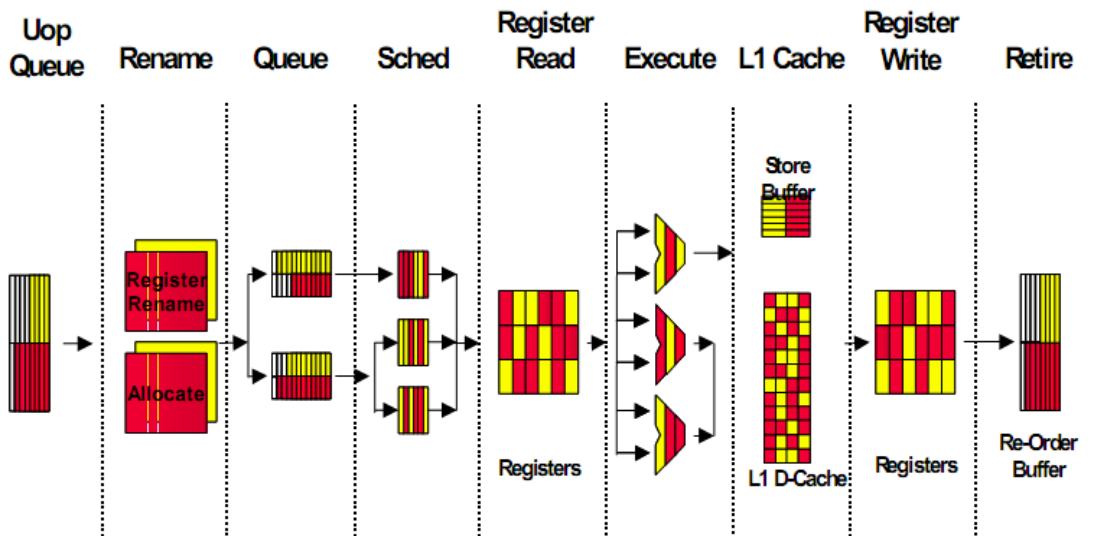 Uop
Queue
Rename
Queue
Sched
Register
Read
Execute
L1 Cache
Register
Write
Retire
Register
Rename
Allocate
Registers
Store
Buffer
L1 D-Cache
Registers
Re-Order
Buffer